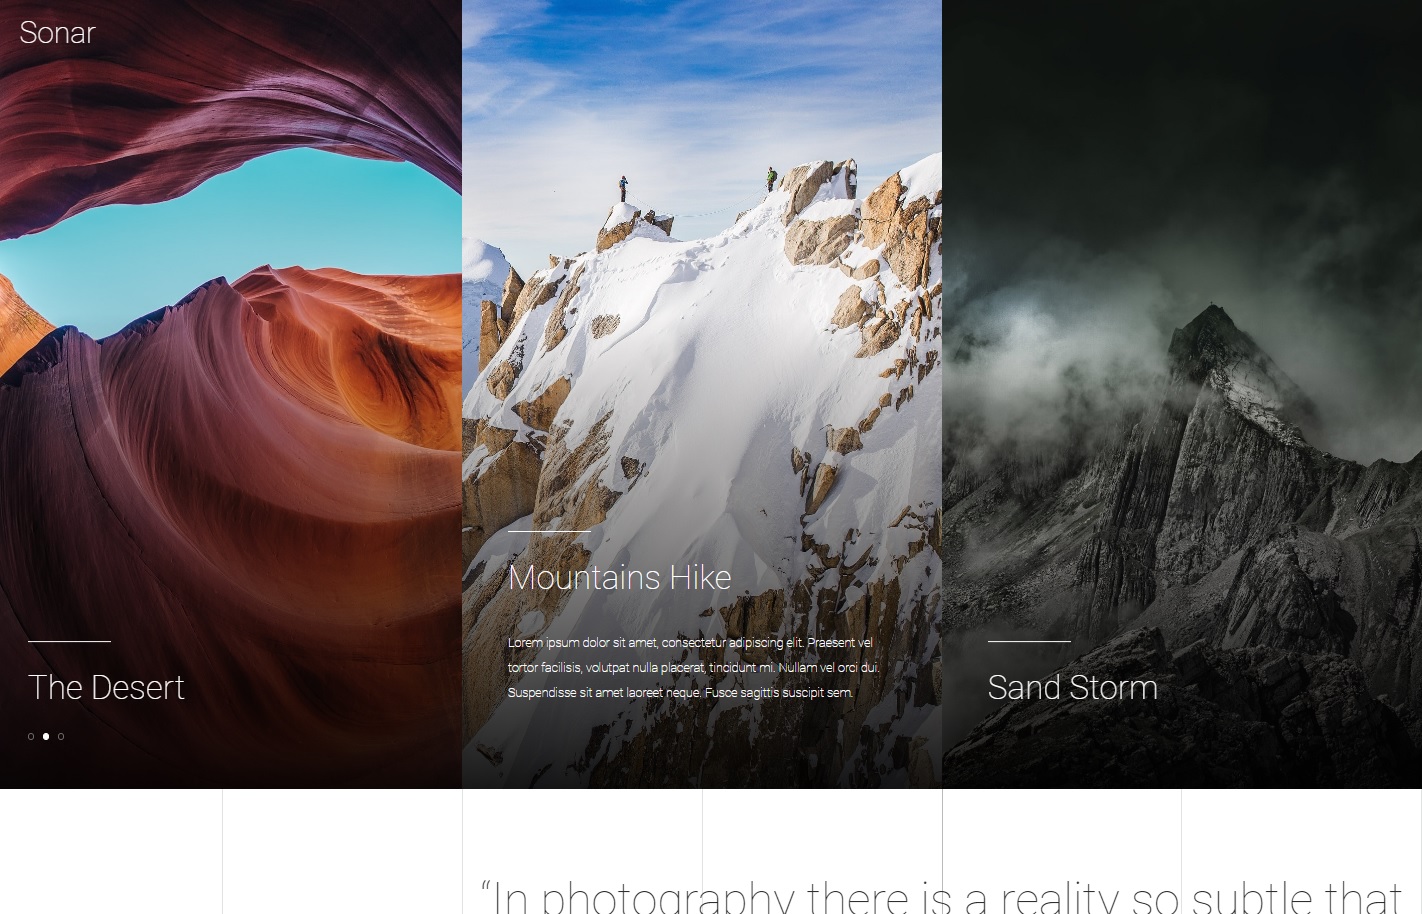 Sonar
The Desert
Mountains Hike
Lorem ipsum dolor sit amet, consectetur adipiscing elit. Praesent vel
tortor facilisis, volutpat nulla placerat, tincidunt mi. Nullam vel orci dui.
Suspendisse sit amet laoreet neque. Fusce sagittis suscipit sem.
Sand Storm
“In photography there is a reality so subtle that